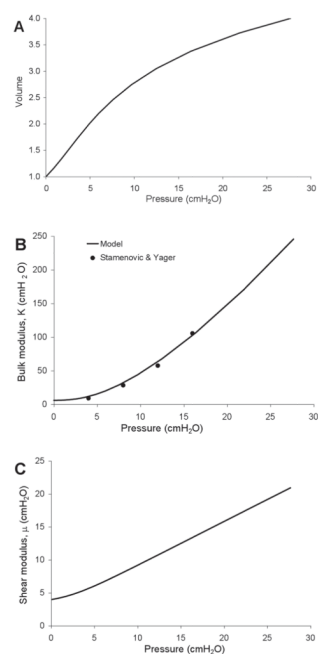 A
4.0
3.5
3.0
2.5
2.0
1.5
1.0
Volume
0 5 10 15 20 25 30
Pressure (cmH2O)
B
250
200
150
100
50
0
Bulk modulus, K (cmH 2 O)
Model
Stamenovic & Yager
0 5 10 15 20 25 30
Pressure (cmH2O)
C
25
20
15
10
5
0
Shear modulus, μ (cmH2O)
0 5 10 15 20 25 30
Pressure (cmH2O)